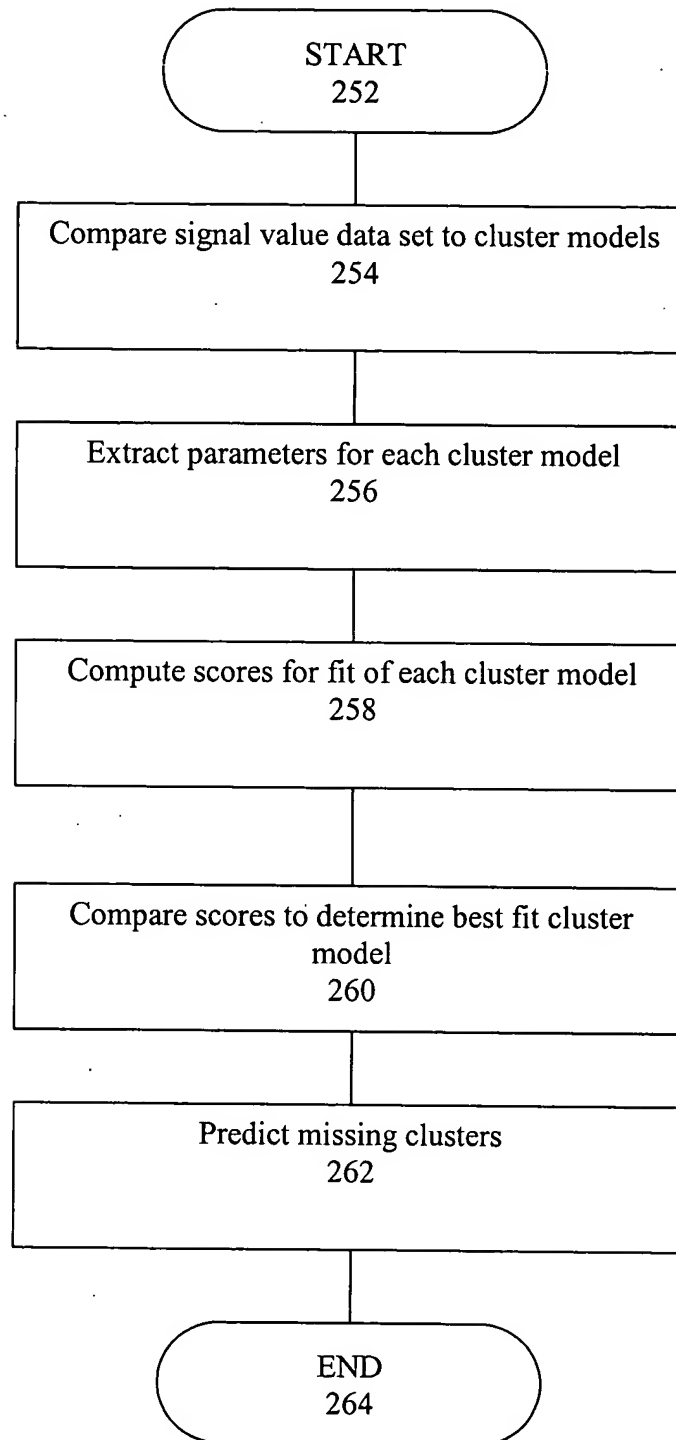 START
252
Compare signal value data set to cluster models
254
Extract parameters for each cluster model
256
Compute scores for fit of each cluster model
258
Compare scores to determine best fit cluster
model
260
Predict missing clusters
262
END
264